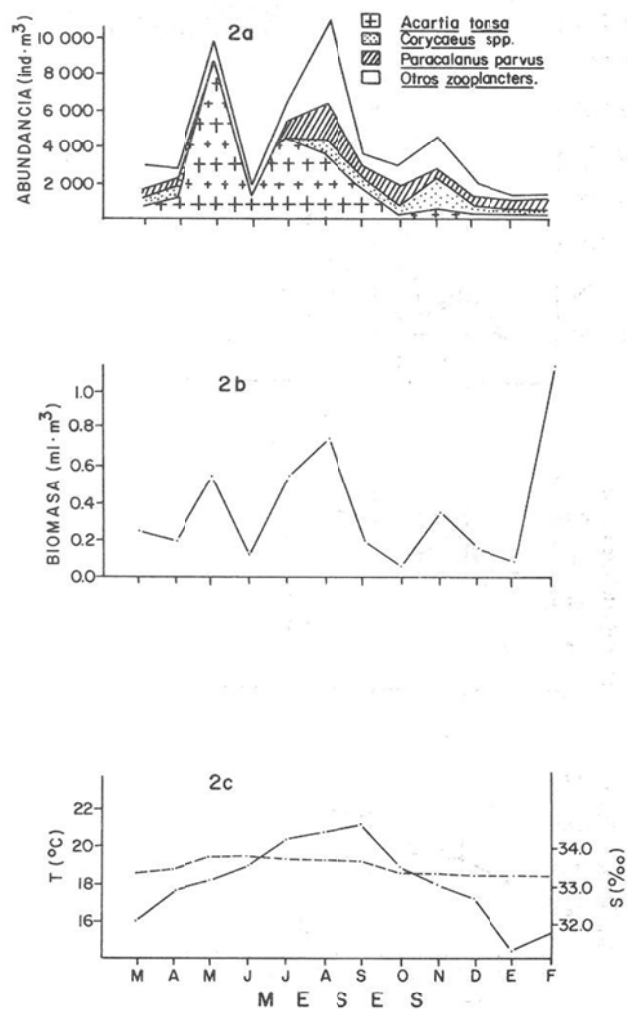 2a
Acartia tonsa
Corycaeus spp.
Paracalanus parvus
Otros zooplancters.
ABUNDANCIA (ind·m³)
10 000
8 000
6 000
4 000
2 000
2b
BIOMASA (ml·m³)
1.0
0.8
0.6
0.4
0.2
0.0
2c
T (°C)
22
20
18
16
34.0
33.0
32.0
S (‰)
M A M J J A S O N D E F
M E S E S